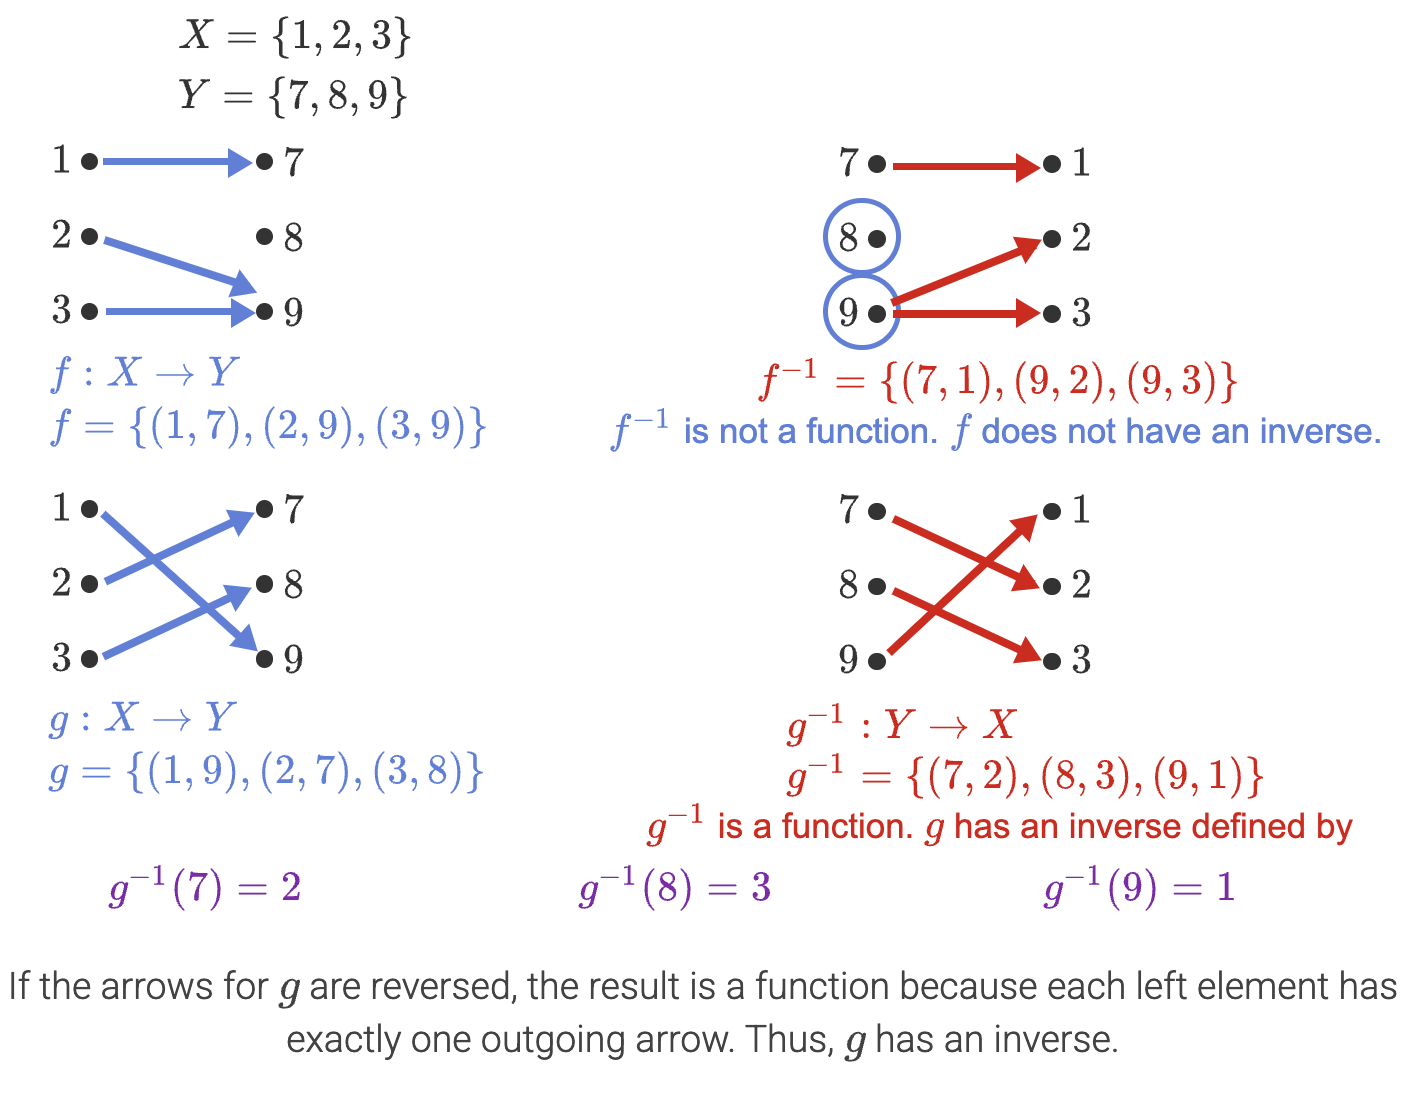 X = {1, 2, 3}
Y = {7, 8, 9}
1 7
2 8
3 9
f : X → Y
f = {(1, 7), (2, 9), (3, 9)}
7 1
8 2
9 3
f⁻¹ = {(7, 1), (9, 2), (9, 3)}
f⁻¹ is not a function. f does not have an inverse.
1 7
2 8
3 9
g : X → Y
g = {(1, 9), (2, 7), (3, 8)}
7 1
8 2
9 3
g⁻¹ : Y → X
g⁻¹ = {(7, 2), (8, 3), (9, 1)}
g⁻¹ is a function. g has an inverse defined by
g⁻¹(7) = 2 g⁻¹(8) = 3 g⁻¹(9) = 1
If the arrows for g are reversed, the result is a function because each left element has
exactly one outgoing arrow. Thus, g has an inverse.